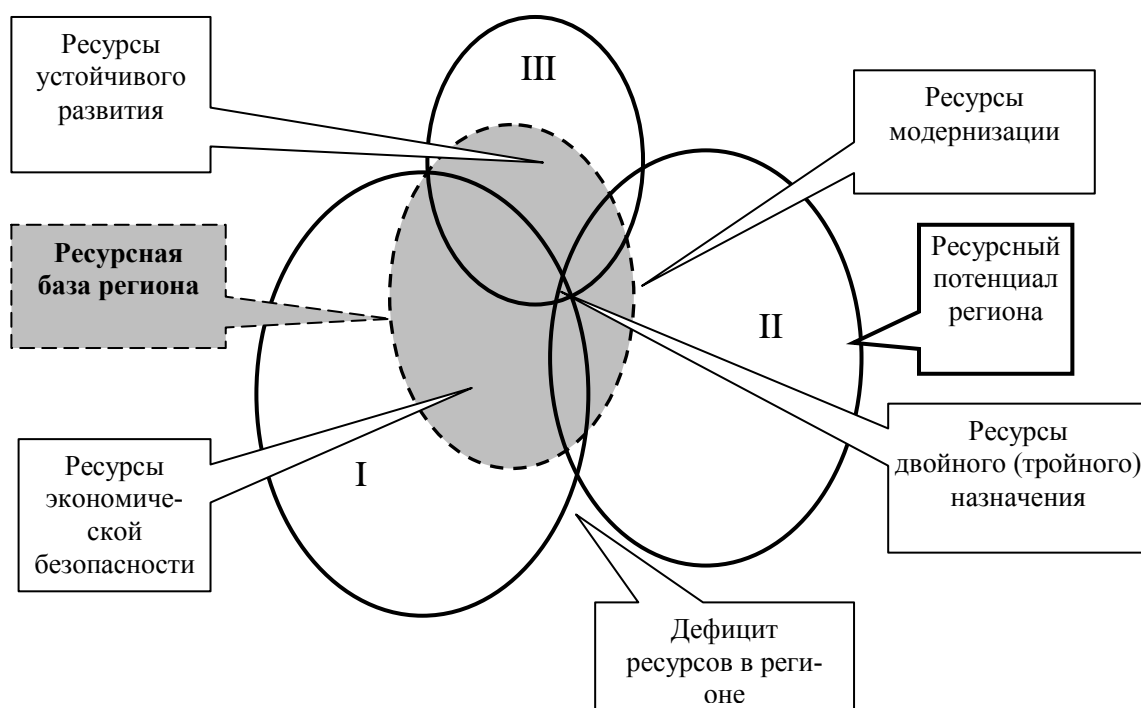 Ресурсы
устойчивого
развития
III
Ресурсы
модернизации
Ресурсная
база региона
Ресурсный
потенциал
региона
II
I
Ресурсы
экономиче-
ской
безопасности
Ресурсы
двойного (тройного)
назначения
Дефицит
ресурсов в реги-
оне